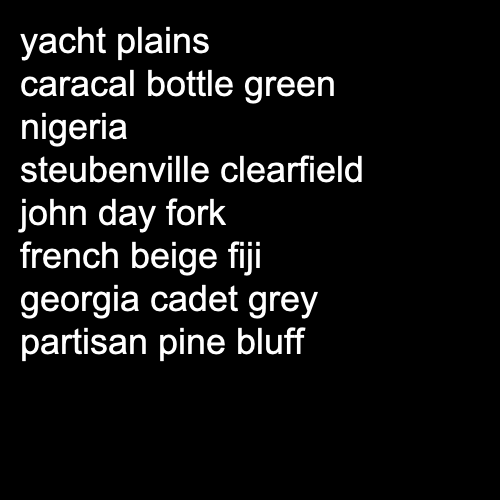 yacht plains
caracal bottle green
nigeria
steubenville clearfield
john day fork
french beige fiji
georgia cadet grey
partisan pine bluff